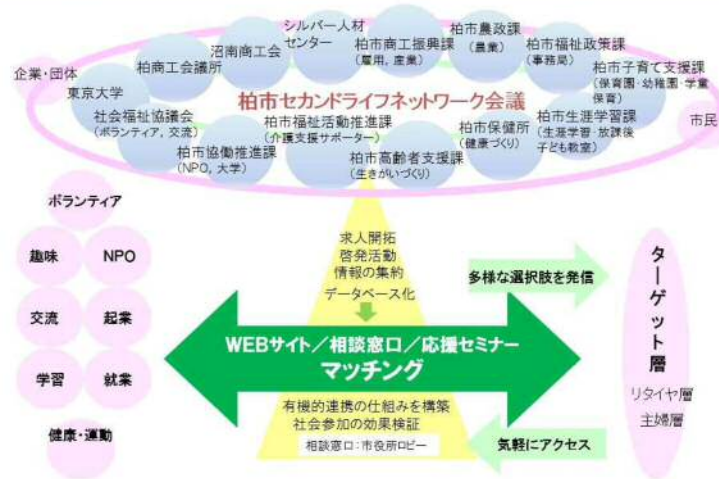 シルバー人材
センター
柏市商工振興課
(雇用、産業)
柏市農政課
(農業)
柏市福祉政策課
(事務局)
沼南商工会
柏商工会議所
企業・団体
東京大学
柏市子育て支援課
(保育園・幼稚園・学童
保育)
柏市セカンドライフネットワーク会議
市民
社会福祉協議会
(ボランティア、交流)
柏市協働推進課
(NPO、大学)
柏市福祉活動推進課
(介護支援サポーター)
柏市高齢者支援課
(生きがいづくり)
柏市保健所
(健康づくり)
柏市生涯学習課
(生涯学習・放課後
子ども教室)
ボランティア
趣味
NPO
交流
起業
学習
就業
健康・運動
求人開拓
啓発活動
情報の集約
データベース化
多様な選択肢を発信
WEBサイト／相談窓口／応援セミナー
マッチング
有機的連携の仕組みを構築
社会参加の効果検証
相談窓口：市役所ロビー
気軽にアクセス
ターゲット層
リタイヤ層
主婦層